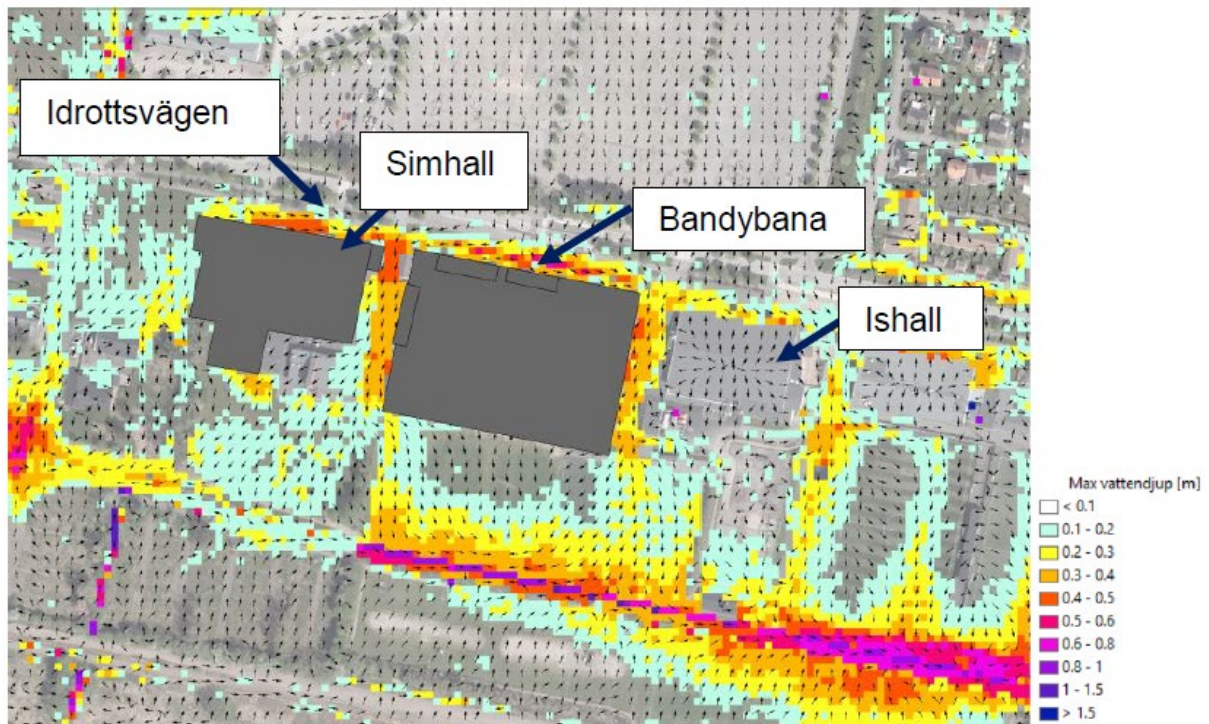 Idrottsvägen
Simhall
Bandybana
Ishall
Max vattendjup [m]
< 0.1
0.1 - 0.2
0.2 - 0.3
0.3 - 0.4
0.4 - 0.5
0.5 - 0.6
0.6 - 0.8
0.8 - 1
1 - 1.5
> 1.5